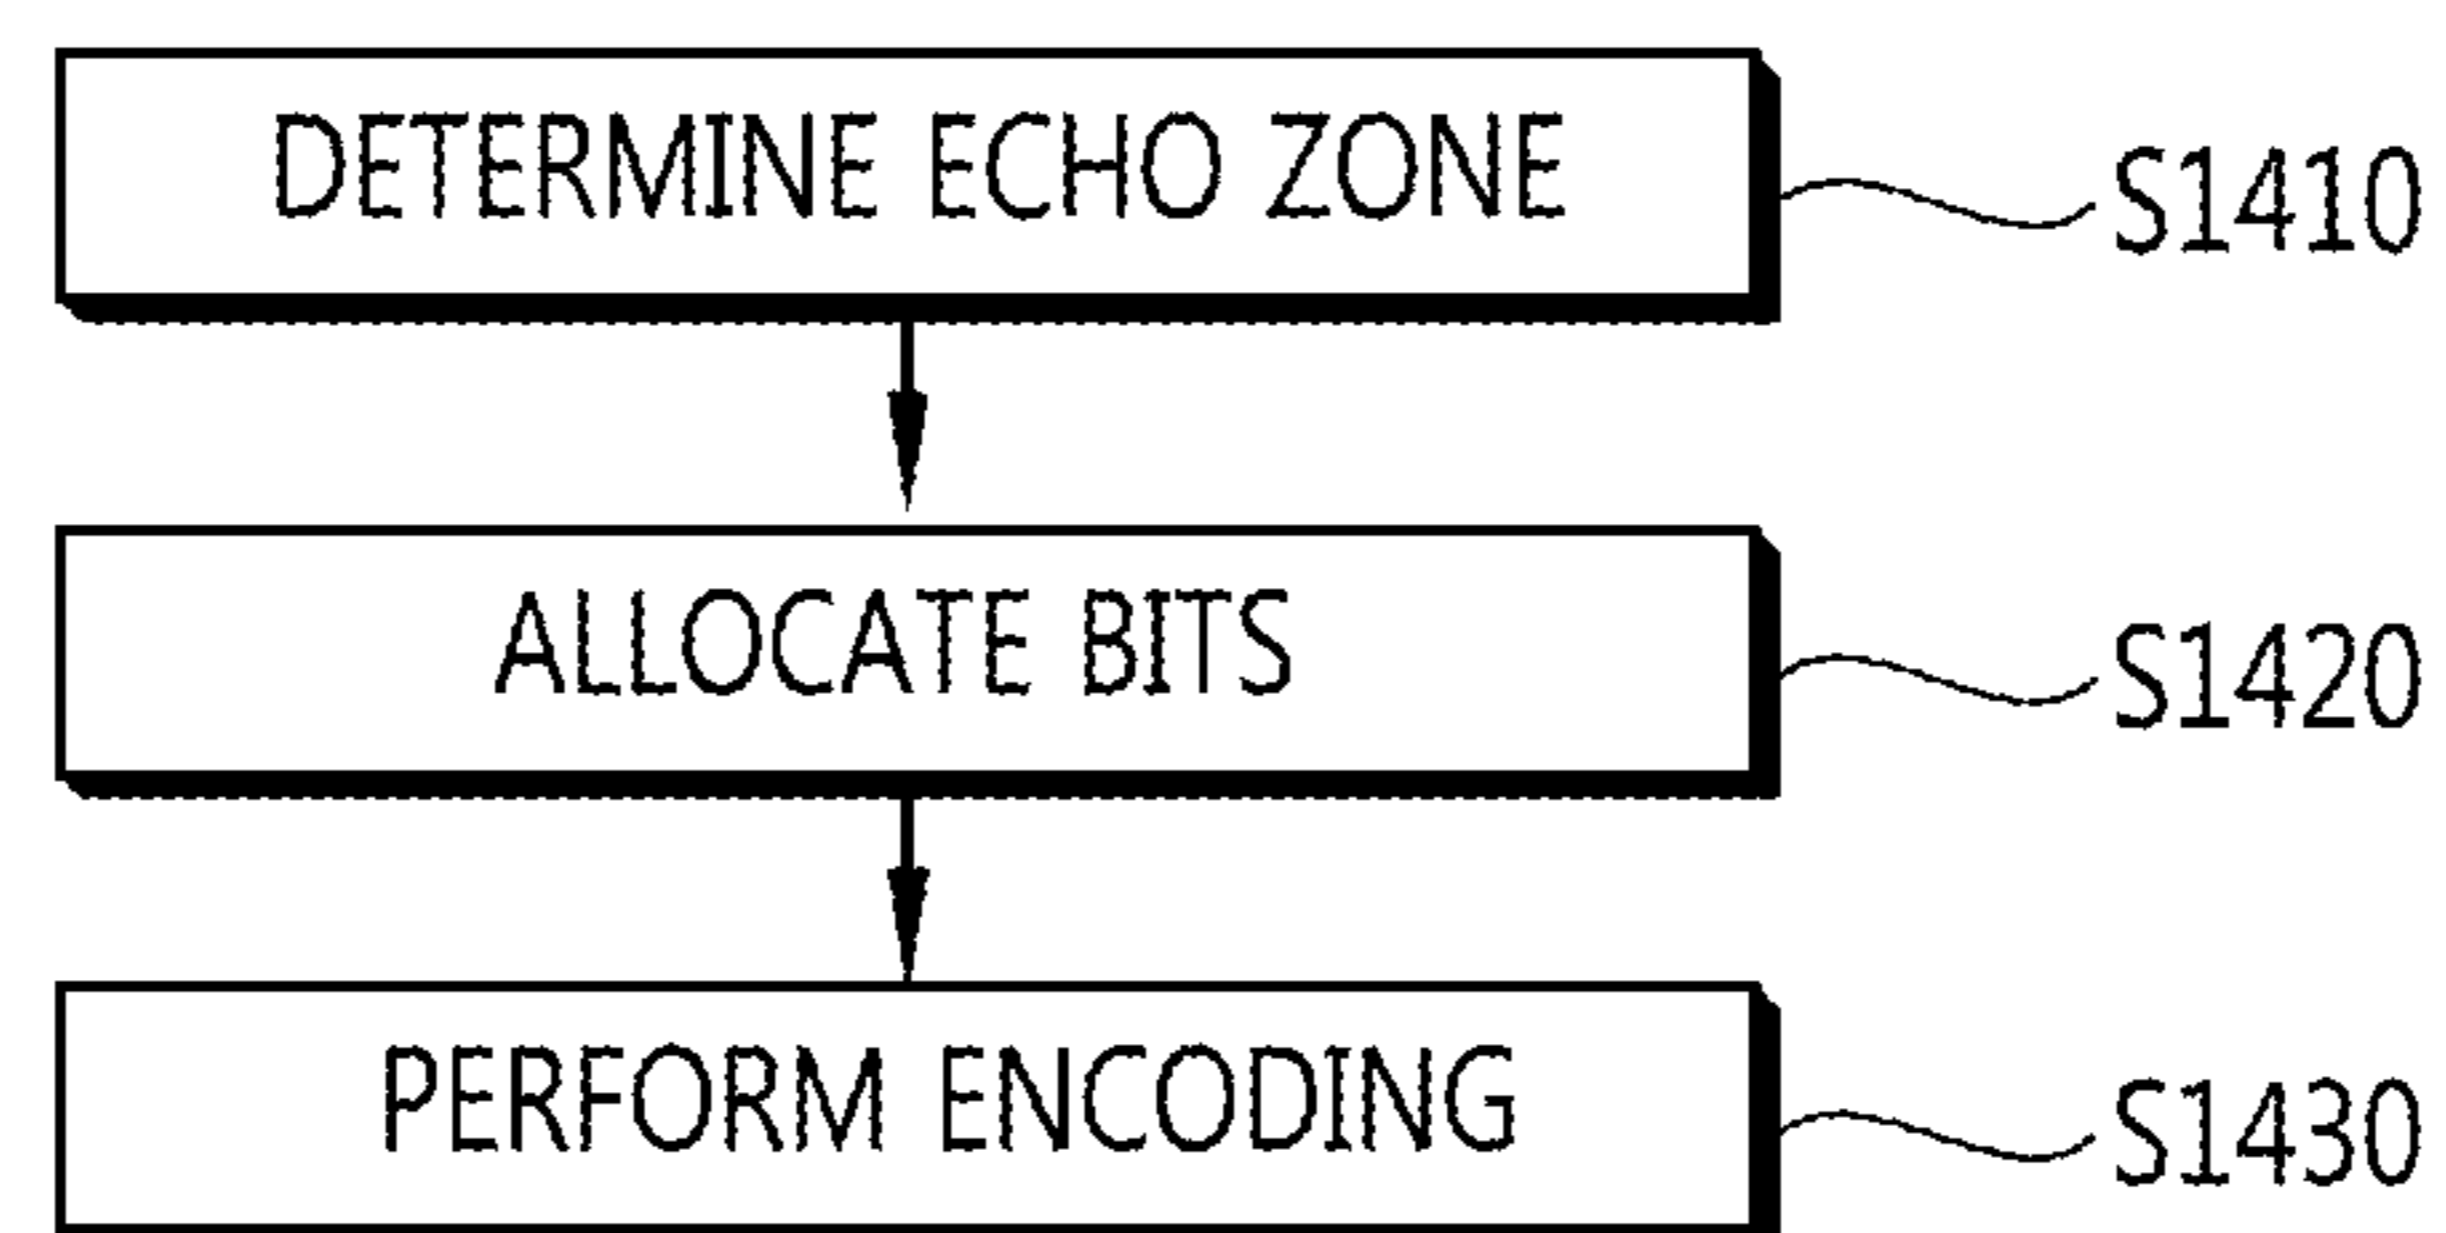 DETERMINE ECHO ZONE
S1410
ALLOCATE BITS
S1420
PERFORM ENCODING
S1430